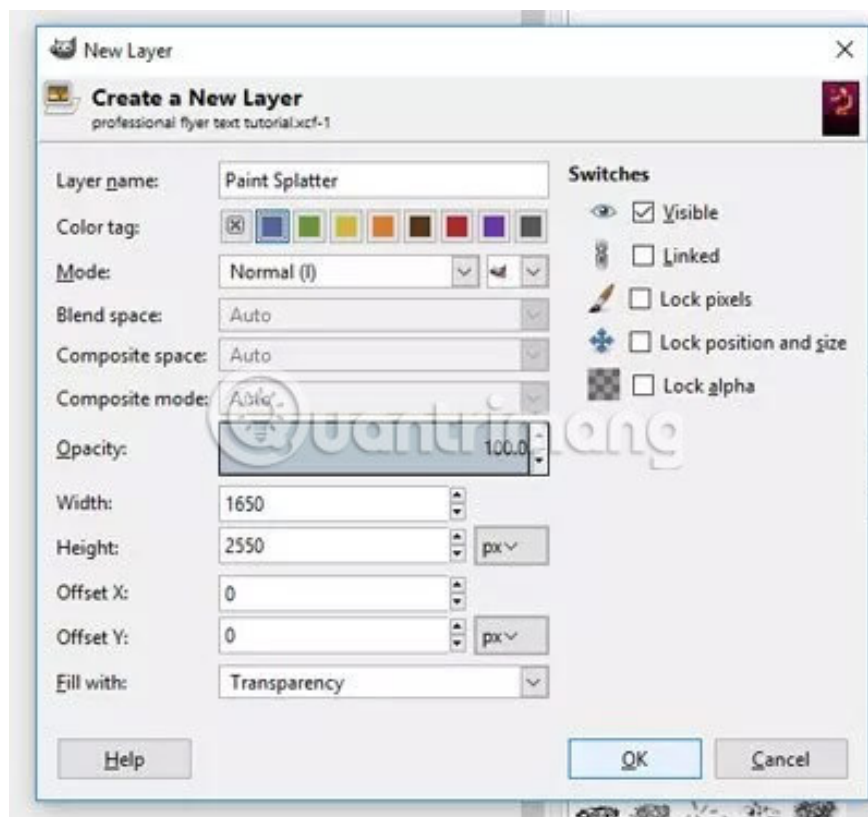 New Layer
Create a New Layer
professional flyer text tutorial.xcf-1
Layer name: Paint Splatter
Color tag:
Mode: Normal (l)
Blend space: Auto
Composite space: Auto
Composite mode: Auto
Opacity: 100.0
Width: 1650
Height: 2550 px
Offset X: 0
Offset Y: 0 px
Fill with: Transparency
Switches
Visible
Linked
Lock pixels
Lock position and size
Lock alpha
Quantrimang
Help
OK
Cancel